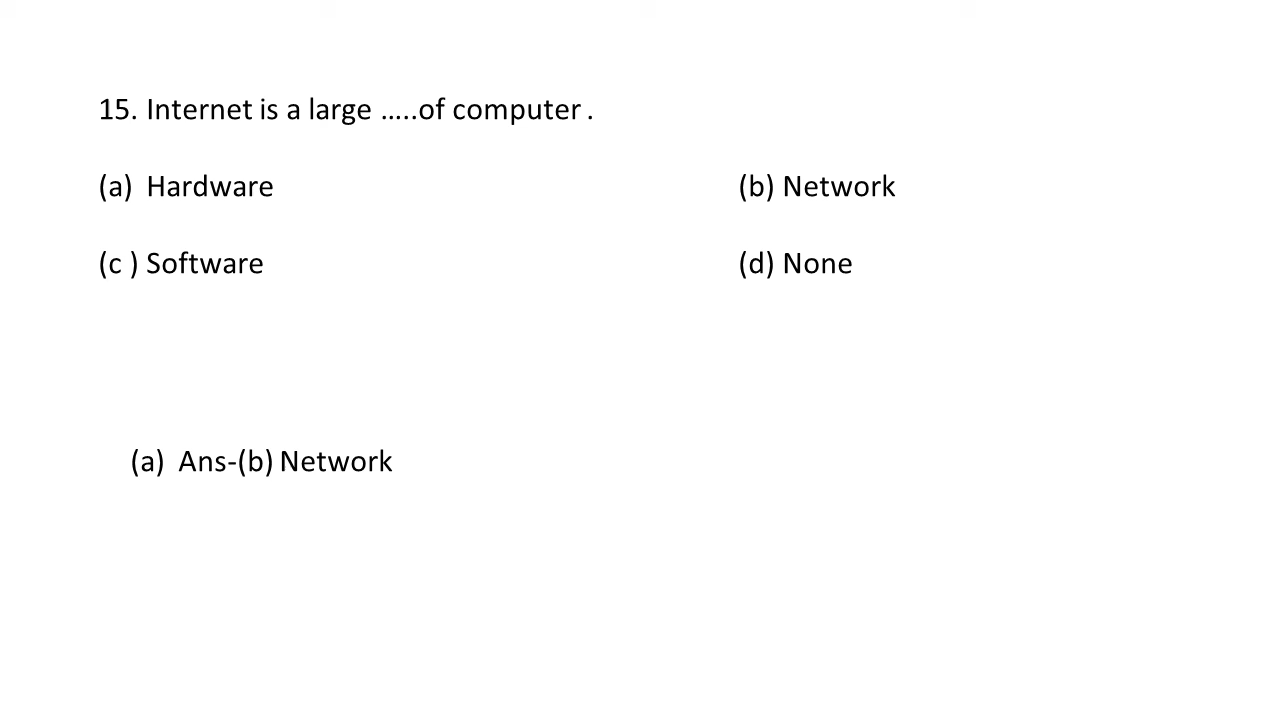 15. Internet is a large …..of computer .
(a) Hardware (b) Network
(c ) Software (d) None
(a) Ans-(b) Network